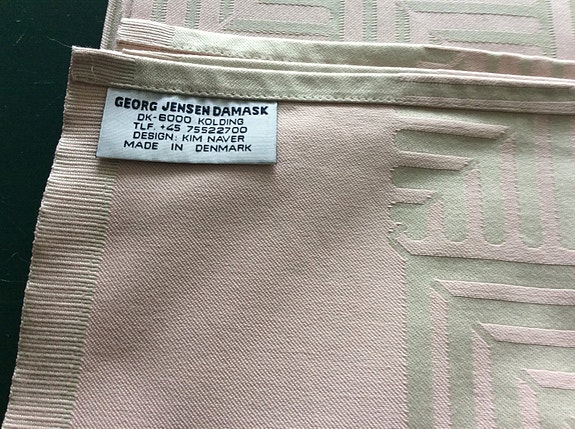 GEORG JENSEN DAMASK
DK-6000 KOLDING
TLF. +45 75522700
DESIGN: KIM NAVER
MADE IN DENMARK